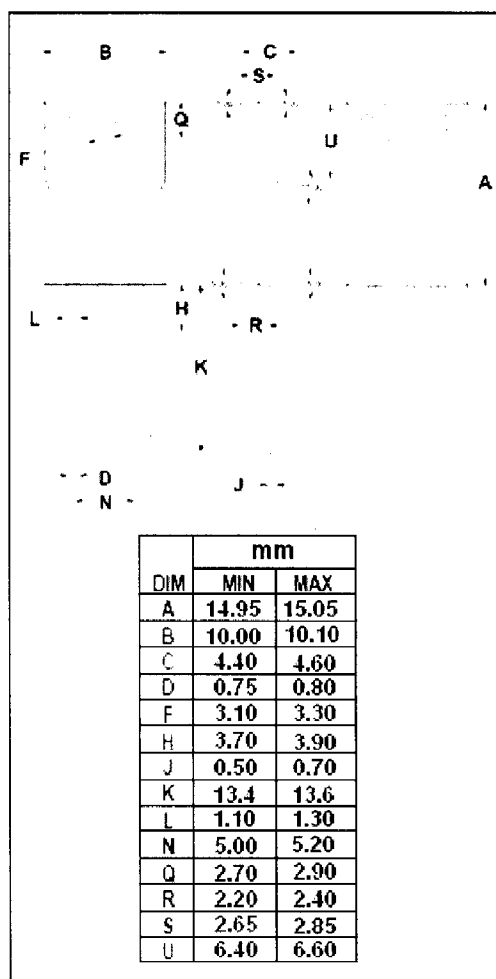 B C
S
Q
U
F
A
H
L
R
K
D
J
N
mm
DIM MIN MAX
A 14.95 15.05
B 10.00 10.10
C 4.40 4.60
D 0.75 0.80
F 3.10 3.30
H 3.70 3.90
J 0.50 0.70
K 13.4 13.6
L 1.10 1.30
N 5.00 5.20
Q 2.70 2.90
R 2.20 2.40
S 2.65 2.85
U 6.40 6.60